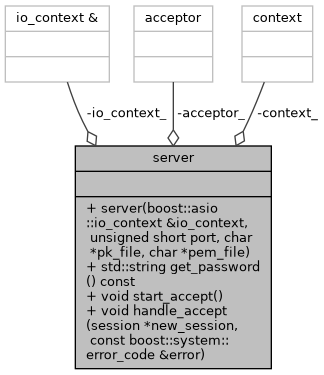 io_context &
acceptor
context
-io_context_
-acceptor_
-context_
server
+ server(boost::asio
::io_context &io_context,
unsigned short port, char
*pk_file, char *pem_file)
+ std::string get_password
() const
+ void start_accept()
+ void handle_accept
(session *new_session,
const boost::system::
error_code &error)